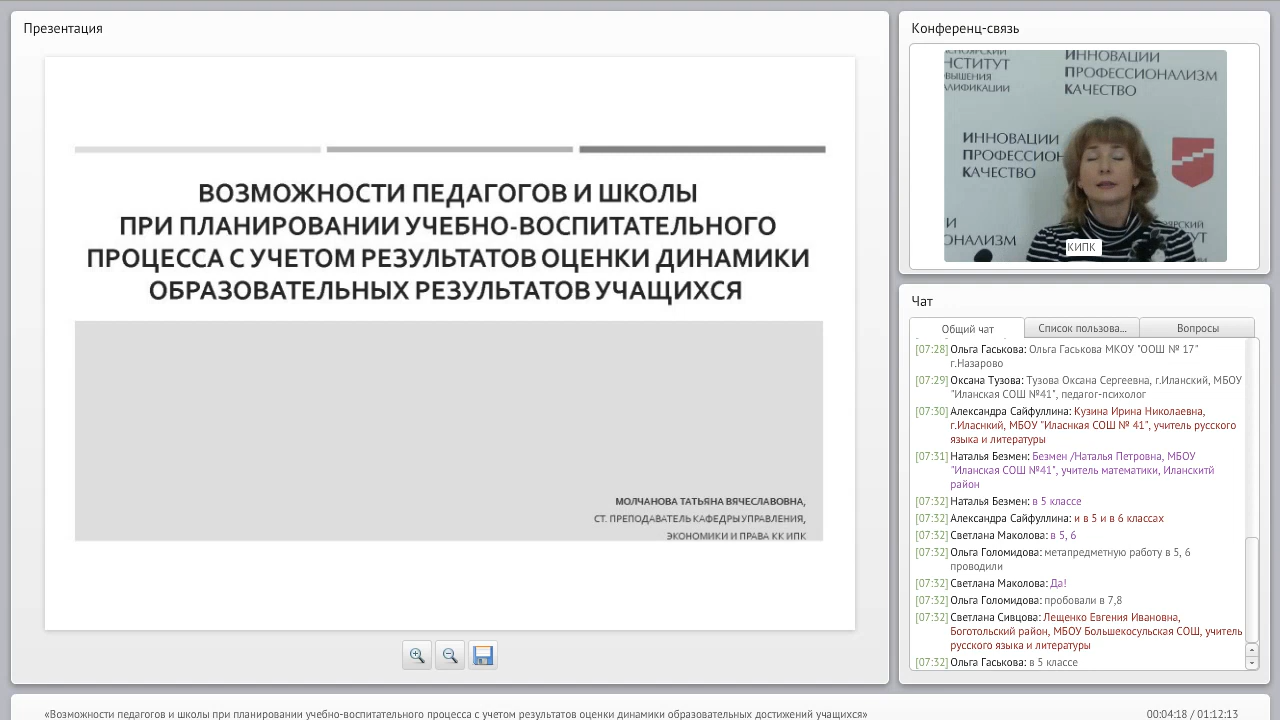 Презентация
ВОЗМОЖНОСТИ ПЕДАГОГОВ И ШКОЛЫ
ПРИ ПЛАНИРОВАНИИ УЧЕБНО-ВОСПИТАТЕЛЬНОГО
ПРОЦЕССА С УЧЕТОМ РЕЗУЛЬТАТОВ ОЦЕНКИ ДИНАМИКИ
ОБРАЗОВАТЕЛЬНЫХ РЕЗУЛЬТАТОВ УЧАЩИХСЯ
МОЛЧАНОВА ТАТЬЯНА ВЯЧЕСЛАВОВНА,
СТ. ПРЕПОДАВАТЕЛЬ КАФЕДРЫ УПРАВЛЕНИЯ,
ЭКОНОМИКИ И ПРАВА КК ИПК
Конференц-связь
НСТИТУТ
ИННОВАЦИИ
ПРОФЕССИОНАЛИЗМ
КАЧЕСТВО
ИННОВАЦИИ
ПРОФЕССИОН
КАЧЕСТВО
ОНАЛИЗМ
КИПК
Чат
Общий чат
Список пользова...
Вопросы
[07:28] Ольга Гаськова: Ольга Гаськова МКОУ "ООШ № 17"
г.Назарово
[07:29] Оксана Тузова: Тузова Оксана Сергеевна, г.Иланский, МБОУ
"Иланская СОШ №41", педагог-психолог
[07:30] Александра Сайфуллина: Кузина Ирина Николаевна,
г.Иласнкий, МБОУ "Иласнкая СОШ № 41", учитель русского
языка и литературы
[07:31] Наталья Безмен: Безмен /Наталья Петровна, МБОУ
"Иланская СОШ №41", учитель математики, Иланскитй
район
[07:32] Наталья Безмен: в 5 классе
[07:32] Александра Сайфуллина: и в 5 и в 6 классах
[07:32] Светлана Маколова: в 5, 6
[07:32] Ольга Голомидова: метапредметную работу в 5, 6
проводили
[07:32] Светлана Маколова: Да!
[07:32] Ольга Голомидова: пробовали в 7,8
[07:32] Светлана Сивцова: Лещенко Евгения Ивановна,
Боготольский район, МБОУ Большекосульская СОШ, учитель
русского языка и литературы
[07:32] Ольга Гаськова: в 5 классе
«Возможности педагогов и школы при планировании учебно-воспитательного процесса с учетом результатов оценки динамики образовательных достижений учащихся»
00:04:18 / 01:12:13